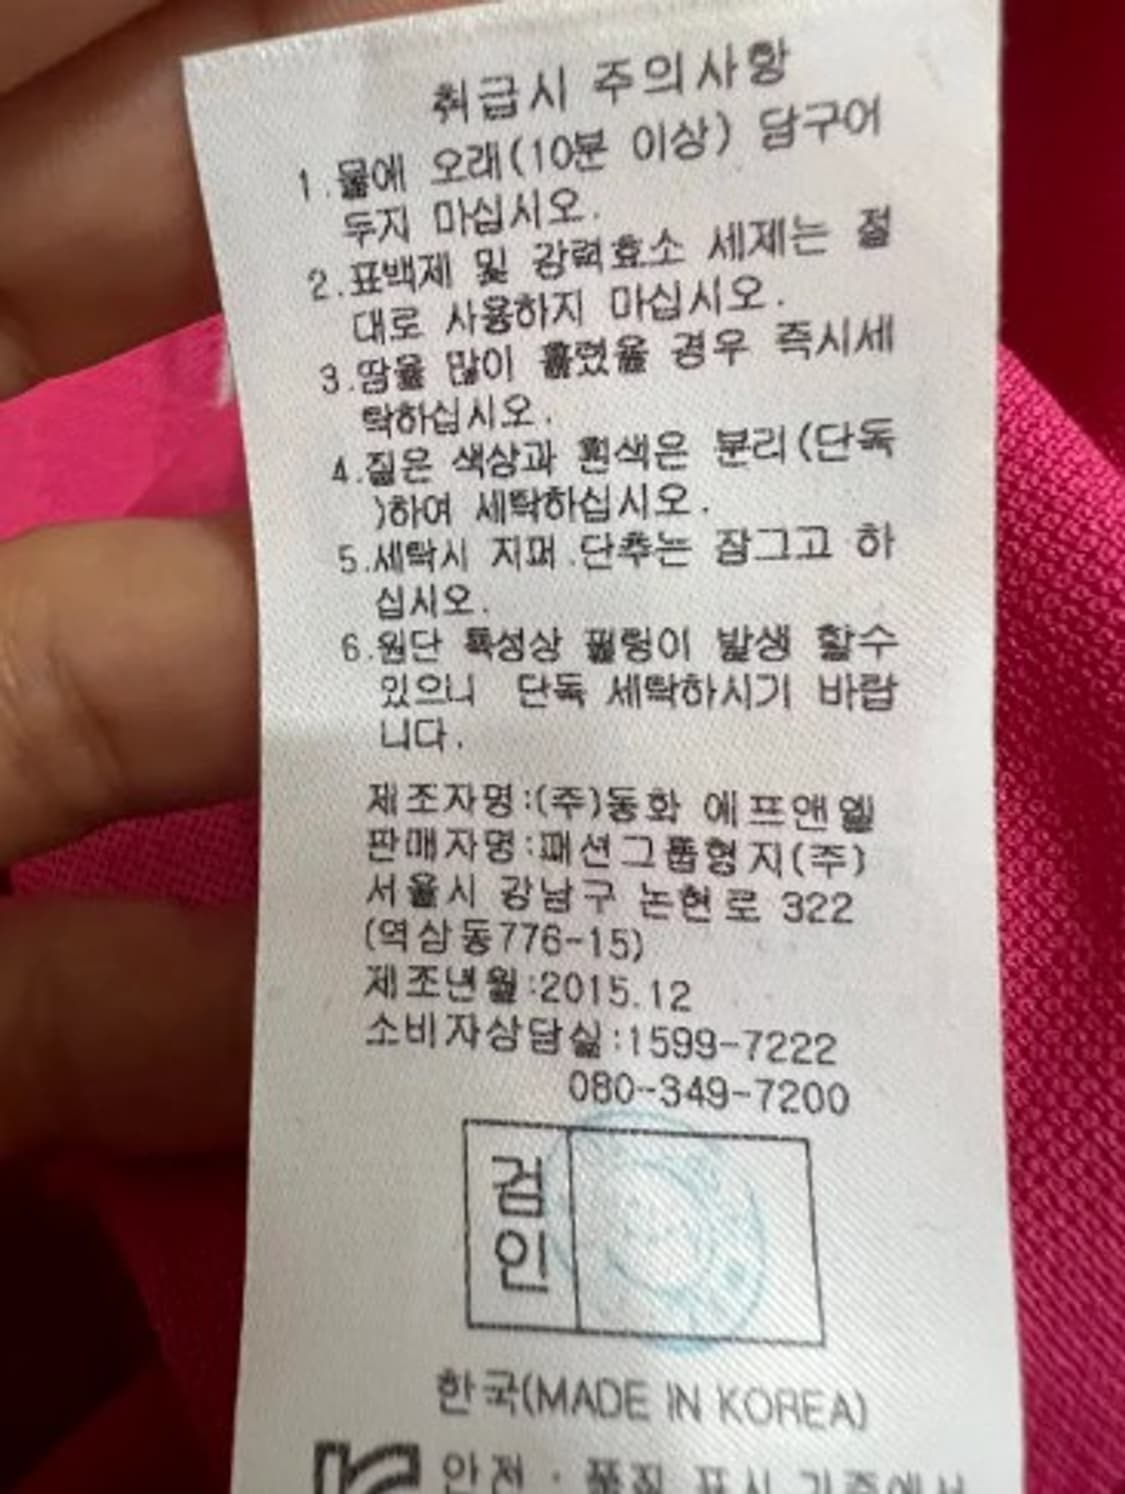 취급시 주의사항
1.물에 오래(10분 이상) 담구어
두지 마십시오.
2.표백제 및 강력효소 세제는 절
대로 사용하지 마십시오.
3.땀을 많이 흘렸을 경우 즉시세
탁하십시오.
4.짙은 색상과 흰색은 분리(단독
)하여 세탁하십시오.
5.세탁시 지퍼.단추는 잠그고 하
십시오.
6.원단 특성상 필링이 발생 할수
있으니 단독 세탁하시기 바랍
니다.
제조자명:(주)동화 에프앤엘
판매자명:패션그룹형지(주)
서울시 강남구 논현로 322
(역삼동776-15)
제조년월:2015.12
소비자상담실:1599-7222
080-349-7200
검
인
한국(MADE IN KOREA)
안전·품질 표시 기준에서